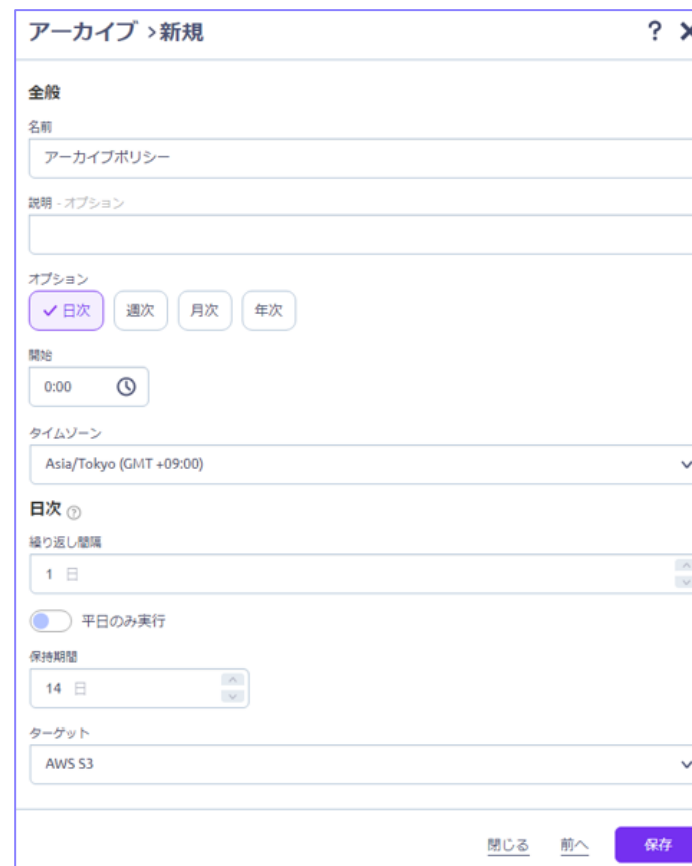 アーカイブ >新規
? X
全般
名前
アーカイブポリシー
説明 - オプション
オプション
✓ 日次 週次 月次 年次
開始
0:00
タイムゾーン
Asia/Tokyo (GMT +09:00)
日次 ?
繰り返し間隔
1 日
平日のみ実行
保持期間
14 日
ターゲット
AWS S3
閉じる 前へ 保存